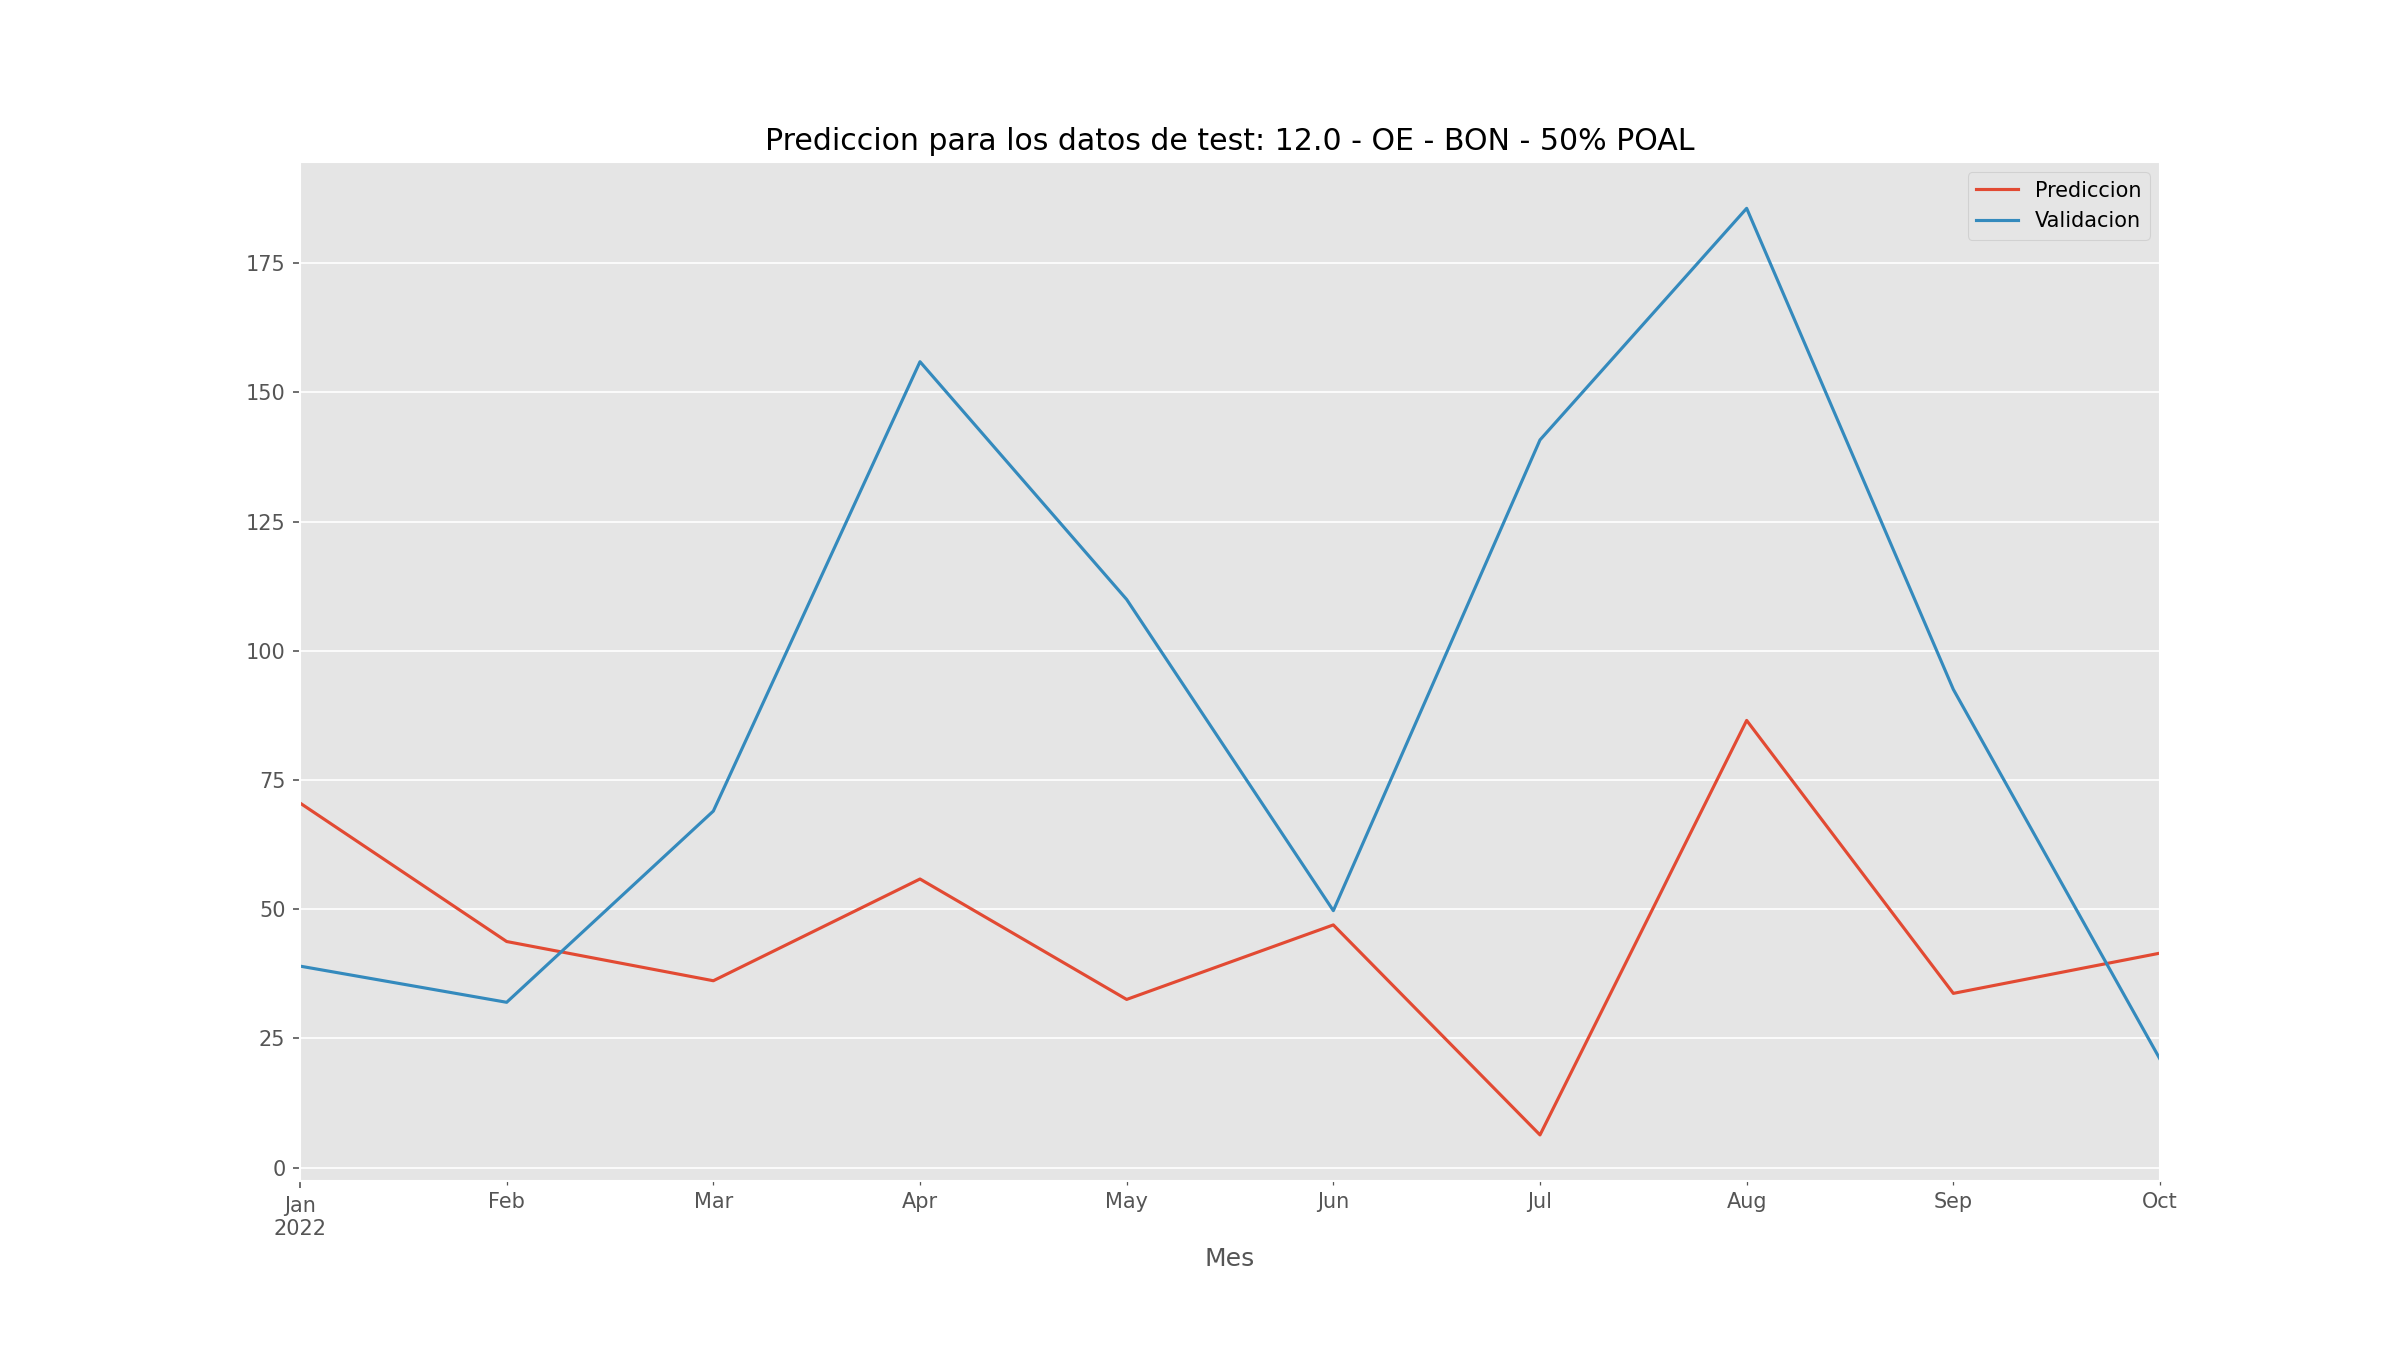 Prediccion para los datos de test: 12.0 - OE - BON - 50% POAL
Prediccion
Validacion
175
150
125
100
75
50
25
0
Jan Feb Mar Apr May Jun Jul Aug Sep Oct
2022
Mes